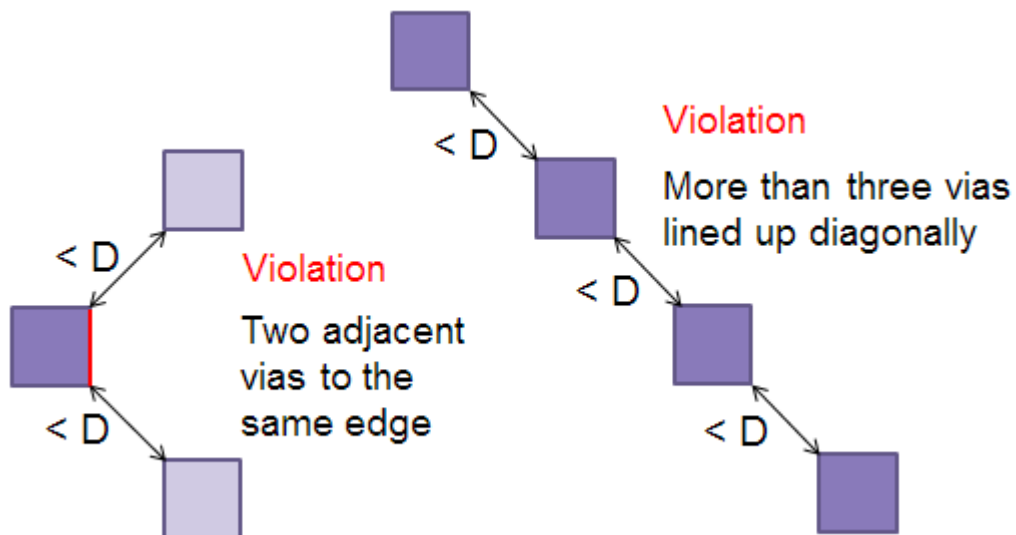 < D
Violation
Two adjacent
vias to the
same edge
< D
< D
Violation
More than three vias
lined up diagonally
< D
< D